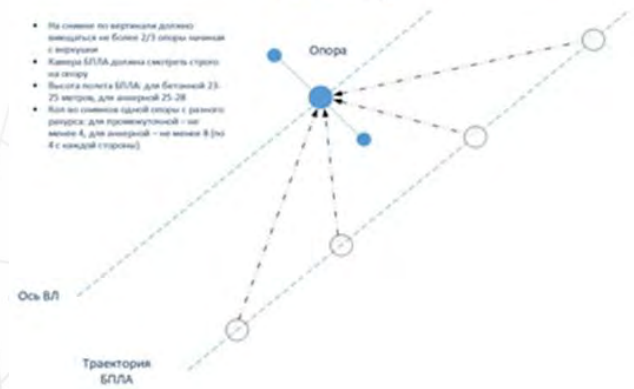 На снимке по вертикали должно
вмещаться не более 2/3 опоры начиная
с верхушки
Камера БПЛА должна смотреть строго
на опору
Высота полета БПЛА: для бетонной 23-
25 метров, для анкерной 25-28
Кол-во снимков одной опоры с разного
ракурса: для промежуточной – не
менее 4, для анкерной – не менее 8 (по
4 с каждой стороны)
Опора
Ось ВЛ
Траектория
БПЛА